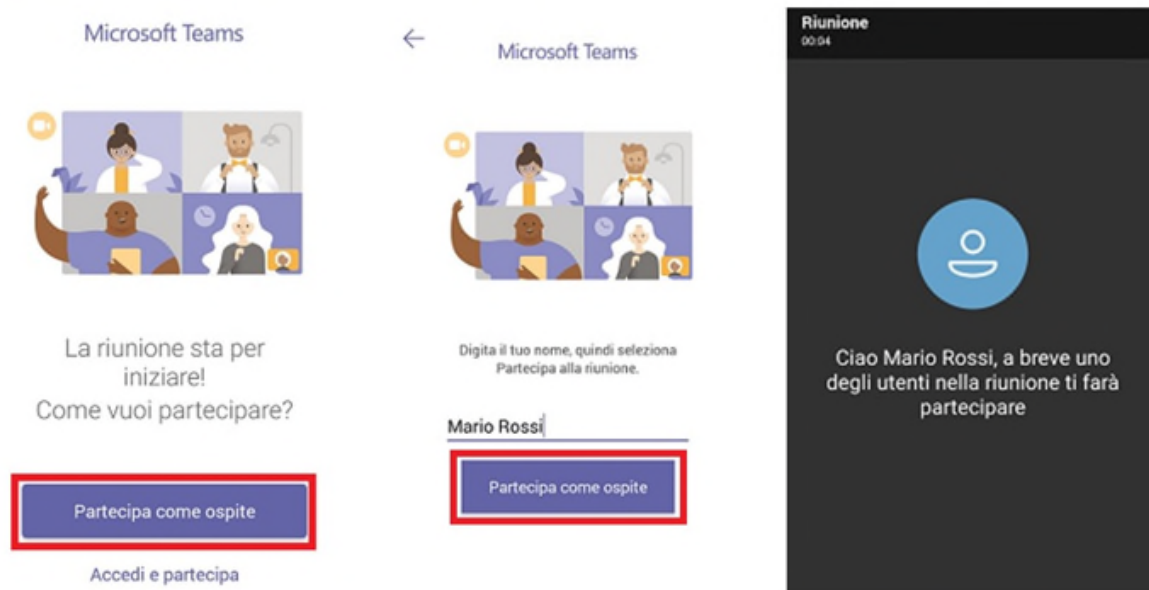 Microsoft Teams
La riunione sta per
iniziare!
Come vuoi partecipare?
Partecipa come ospite
Accedi e partecipa
Microsoft Teams
Digita il tuo nome, quindi seleziona
Partecipa alla riunione.
Mario Rossi
Partecipa come ospite
Riunione
00:04
Ciao Mario Rossi, a breve uno
degli utenti nella riunione ti farà
partecipare